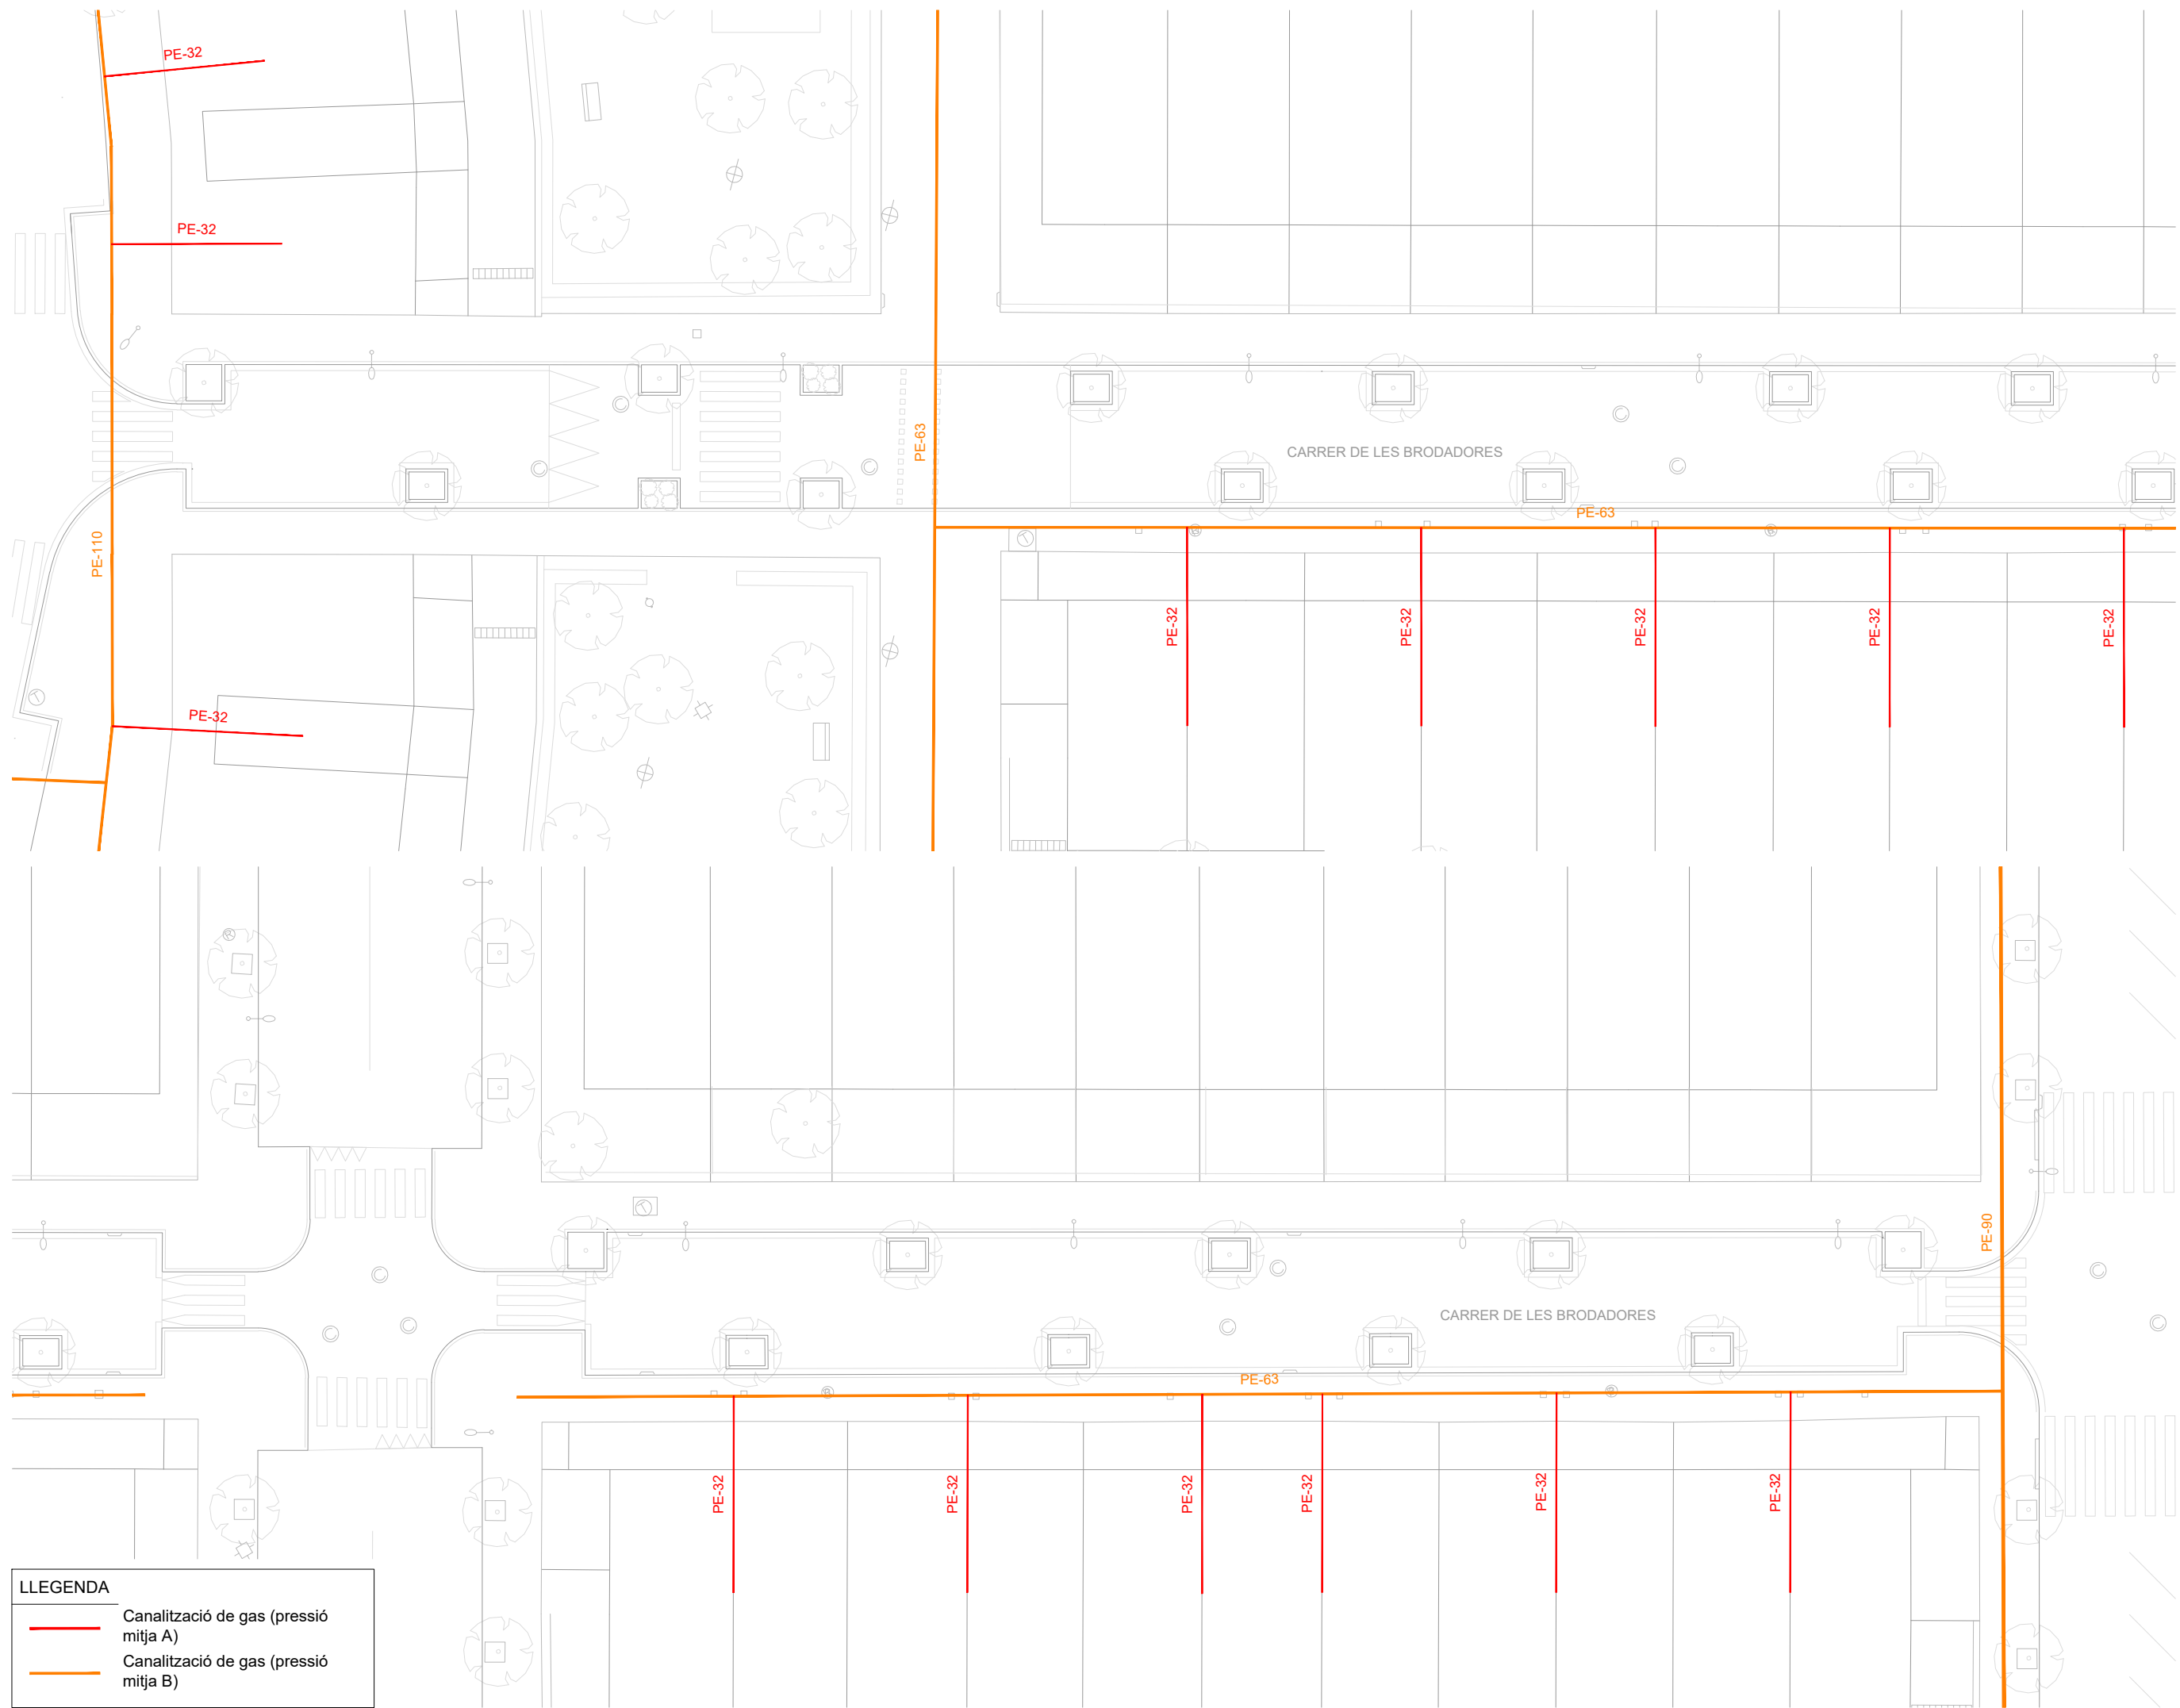 PE-32
PE-32
PE-63
CARRER DE LES BRODADORES
PE-63
PE-110
PE-32
PE-32
PE-32
PE-32
PE-32
PE-32
PE-90
CARRER DE LES BRODADORES
PE-63
PE-32
PE-32
PE-32
PE-32
PE-32
PE-32
LLEGENDA
Canalització de gas (pressió
mitja A)
Canalització de gas (pressió
mitja B)